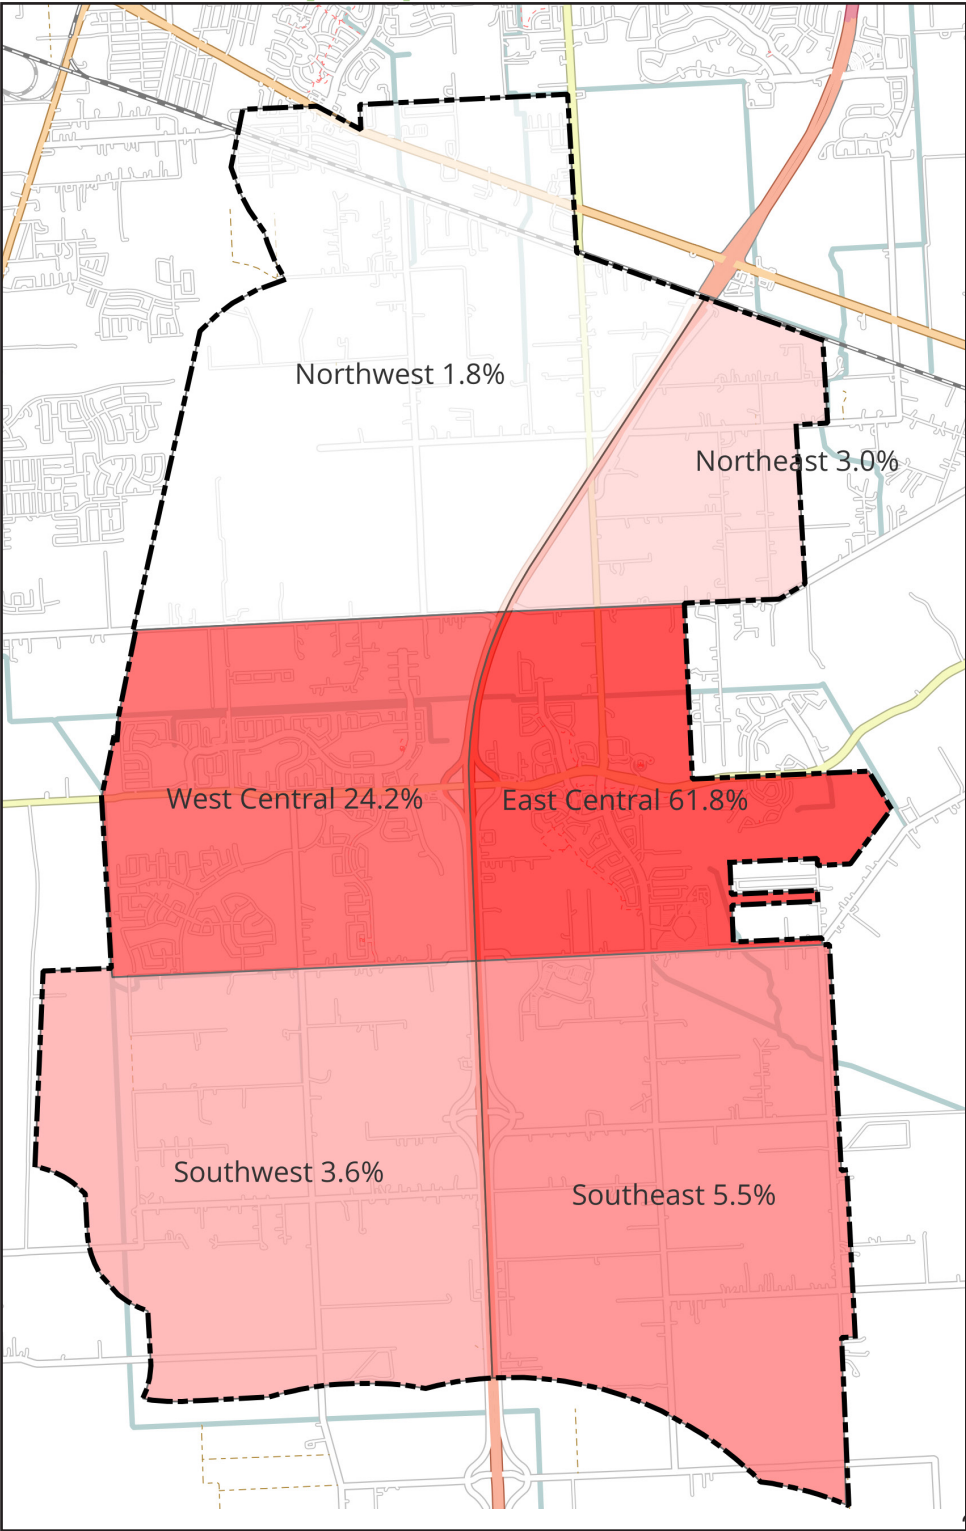 Northwest 1.8%
Northeast 3.0%
West Central 24.2%
East Central 61.8%
Southwest 3.6%
Southeast 5.5%